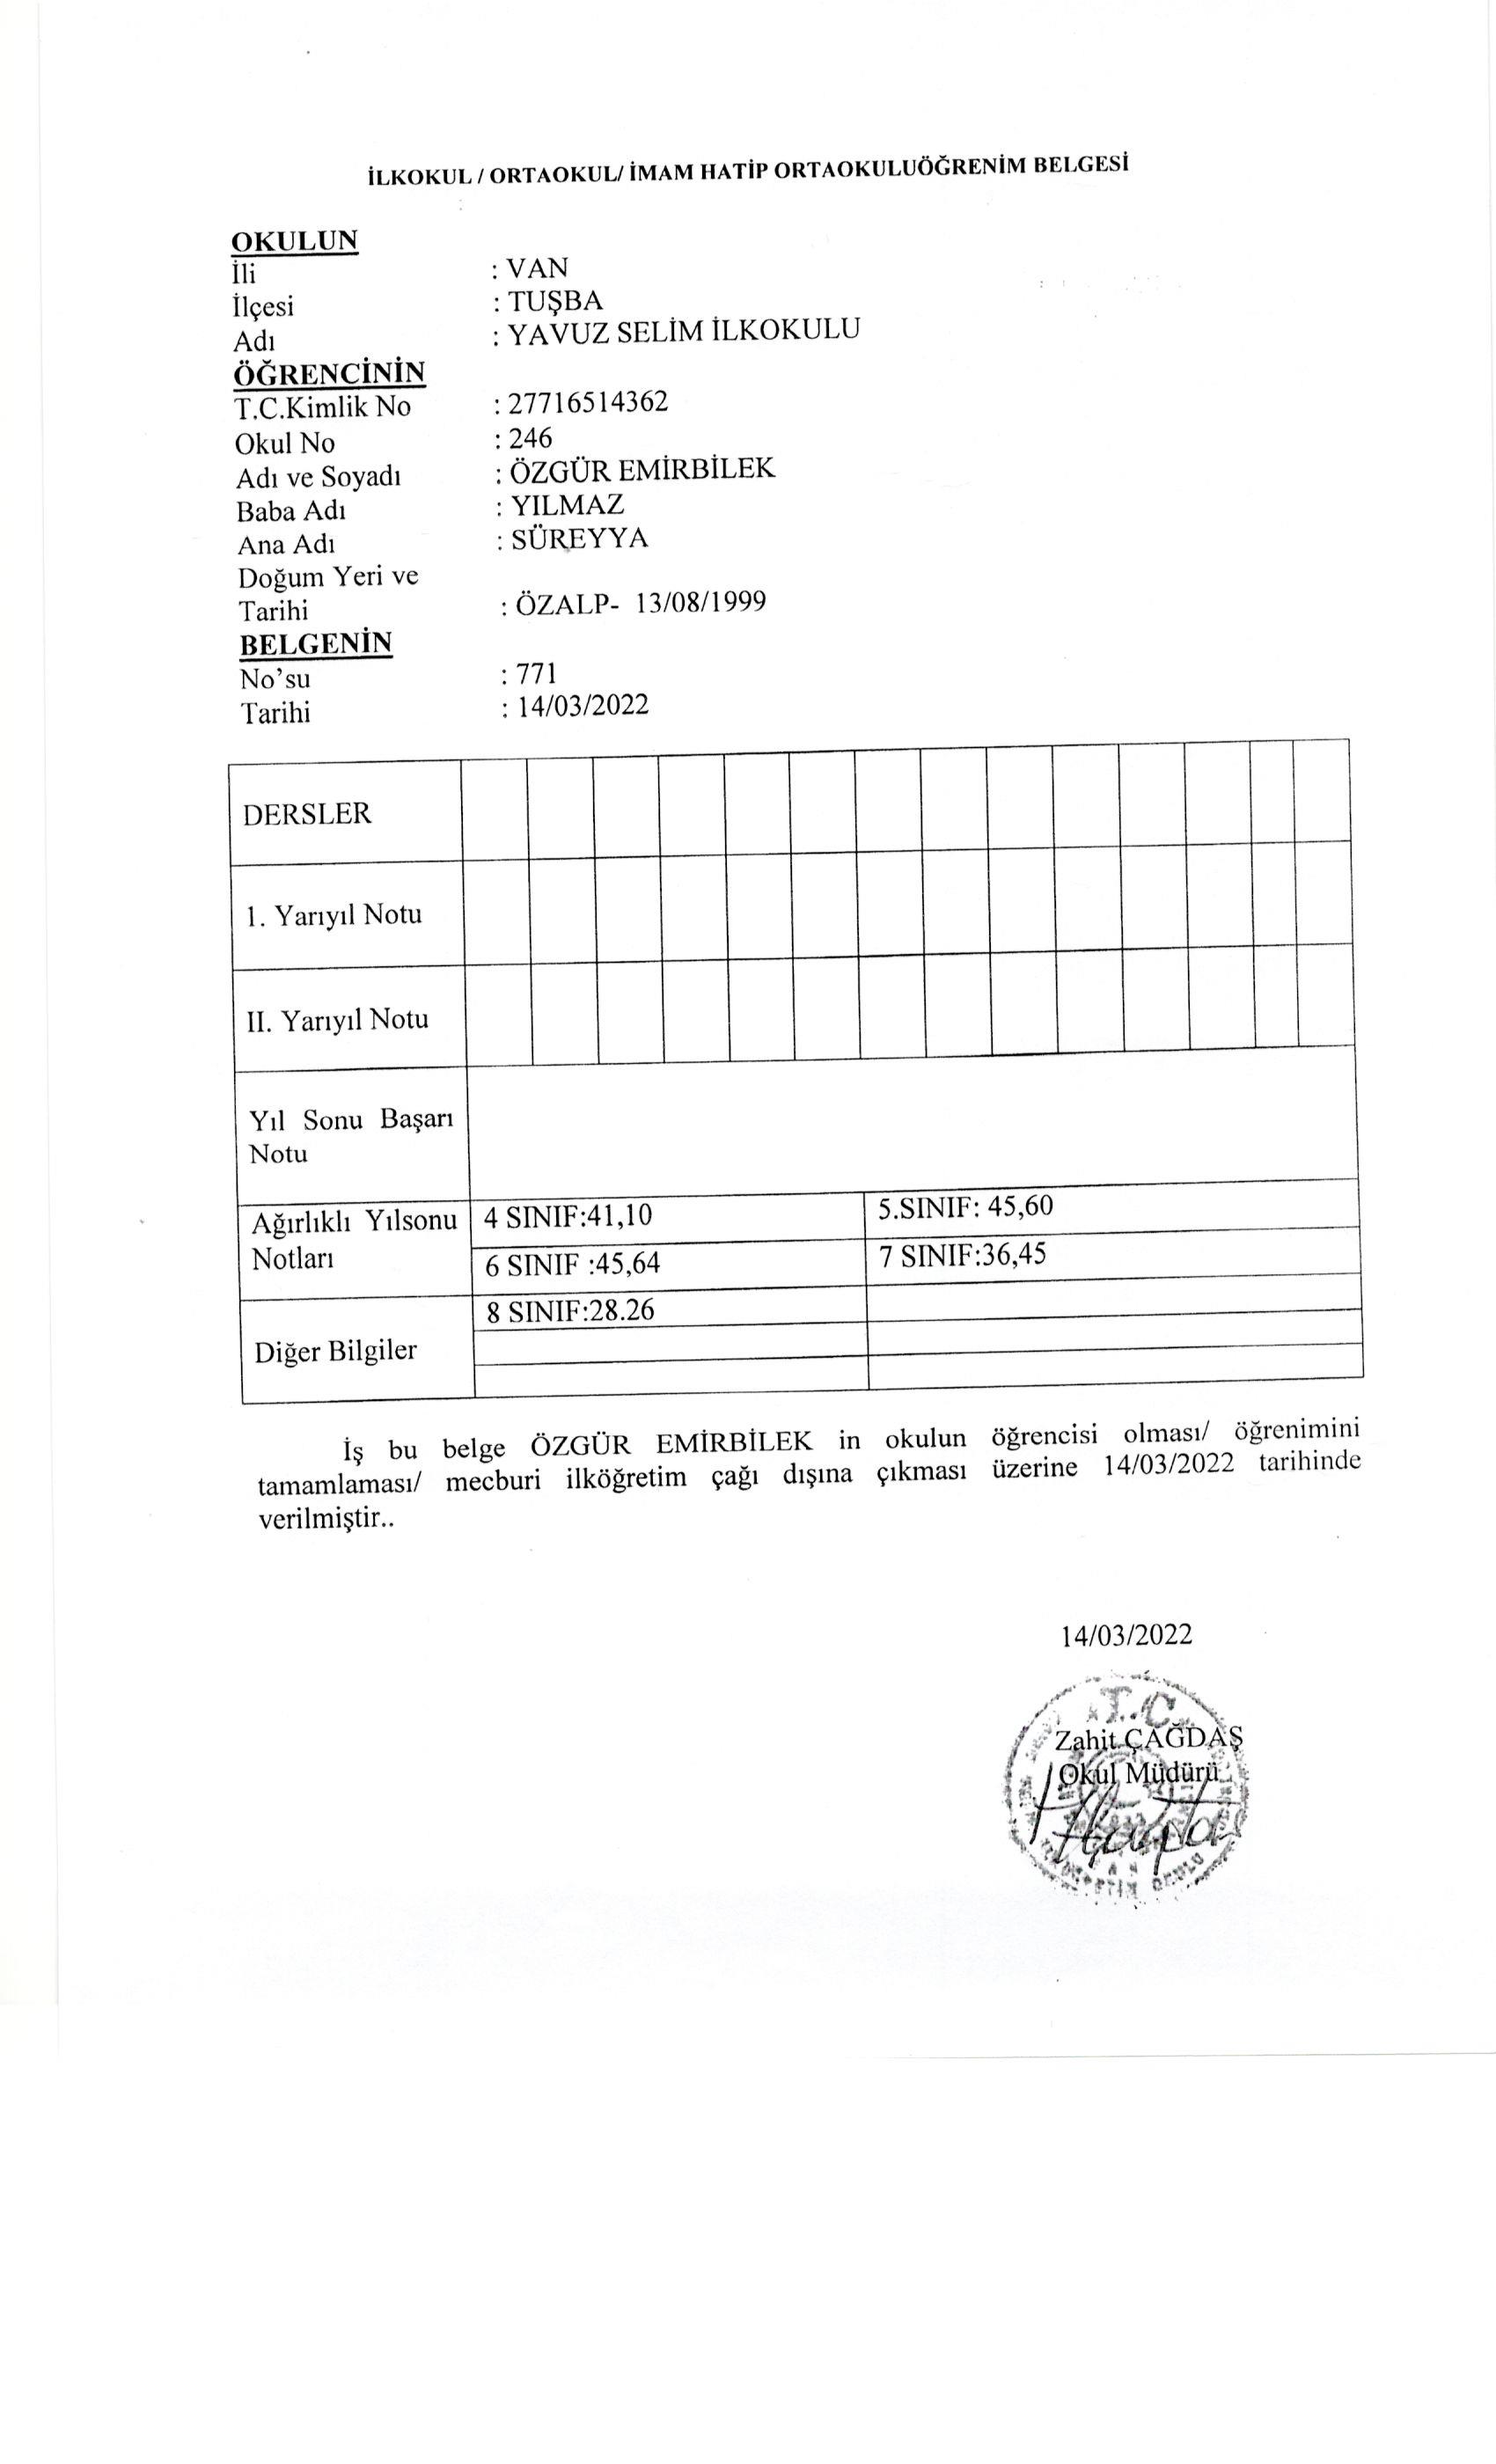 İLKOKUL / ORTAOKUL/ İMAM HATİP ORTAOKULUÖĞRENİM BELGESİ
OKULUN
İli : VAN
İlçesi : TUŞBA
Adı : YAVUZ SELİM İLKOKULU
ÖĞRENCİNİN
T.C.Kimlik No : 27716514362
Okul No : 246
Adı ve Soyadı : ÖZGÜR EMİRBİLEK
Baba Adı : YILMAZ
Ana Adı : SÜREYYA
Doğum Yeri ve
Tarihi : ÖZALP- 13/08/1999
BELGENİN
No'su : 771
Tarihi : 14/03/2022
DERSLER
1. Yarıyıl Notu
II. Yarıyıl Notu
Yıl Sonu Başarı
Notu
Ağırlıklı Yılsonu
Notları
4 SINIF:41,10 5.SINIF: 45,60
6 SINIF :45,64 7 SINIF:36,45
Diğer Bilgiler
8 SINIF:28.26
İş bu belge ÖZGÜR EMİRBİLEK in okulun öğrencisi olması/ öğrenimini
tamamlaması/ mecburi ilköğretim çağı dışına çıkması üzerine 14/03/2022 tarihinde
verilmiştir..
14/03/2022
T.C.
Zahit ÇAĞDAŞ
Okul Müdürü